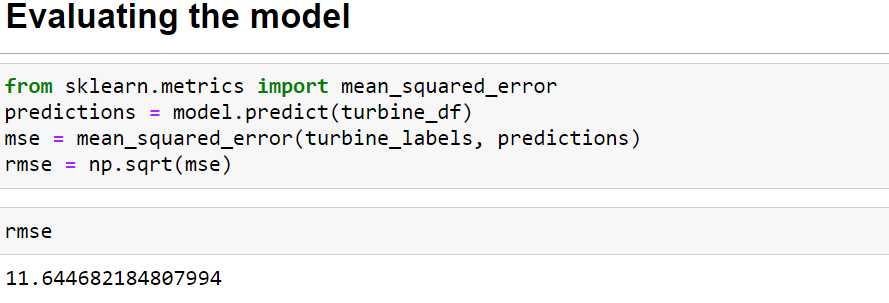 Evaluating the model
from sklearn.metrics import mean_squared_error
predictions = model.predict(turbine_df)
mse = mean_squared_error(turbine_labels, predictions)
rmse = np.sqrt(mse)
rmse
11.644682184807994